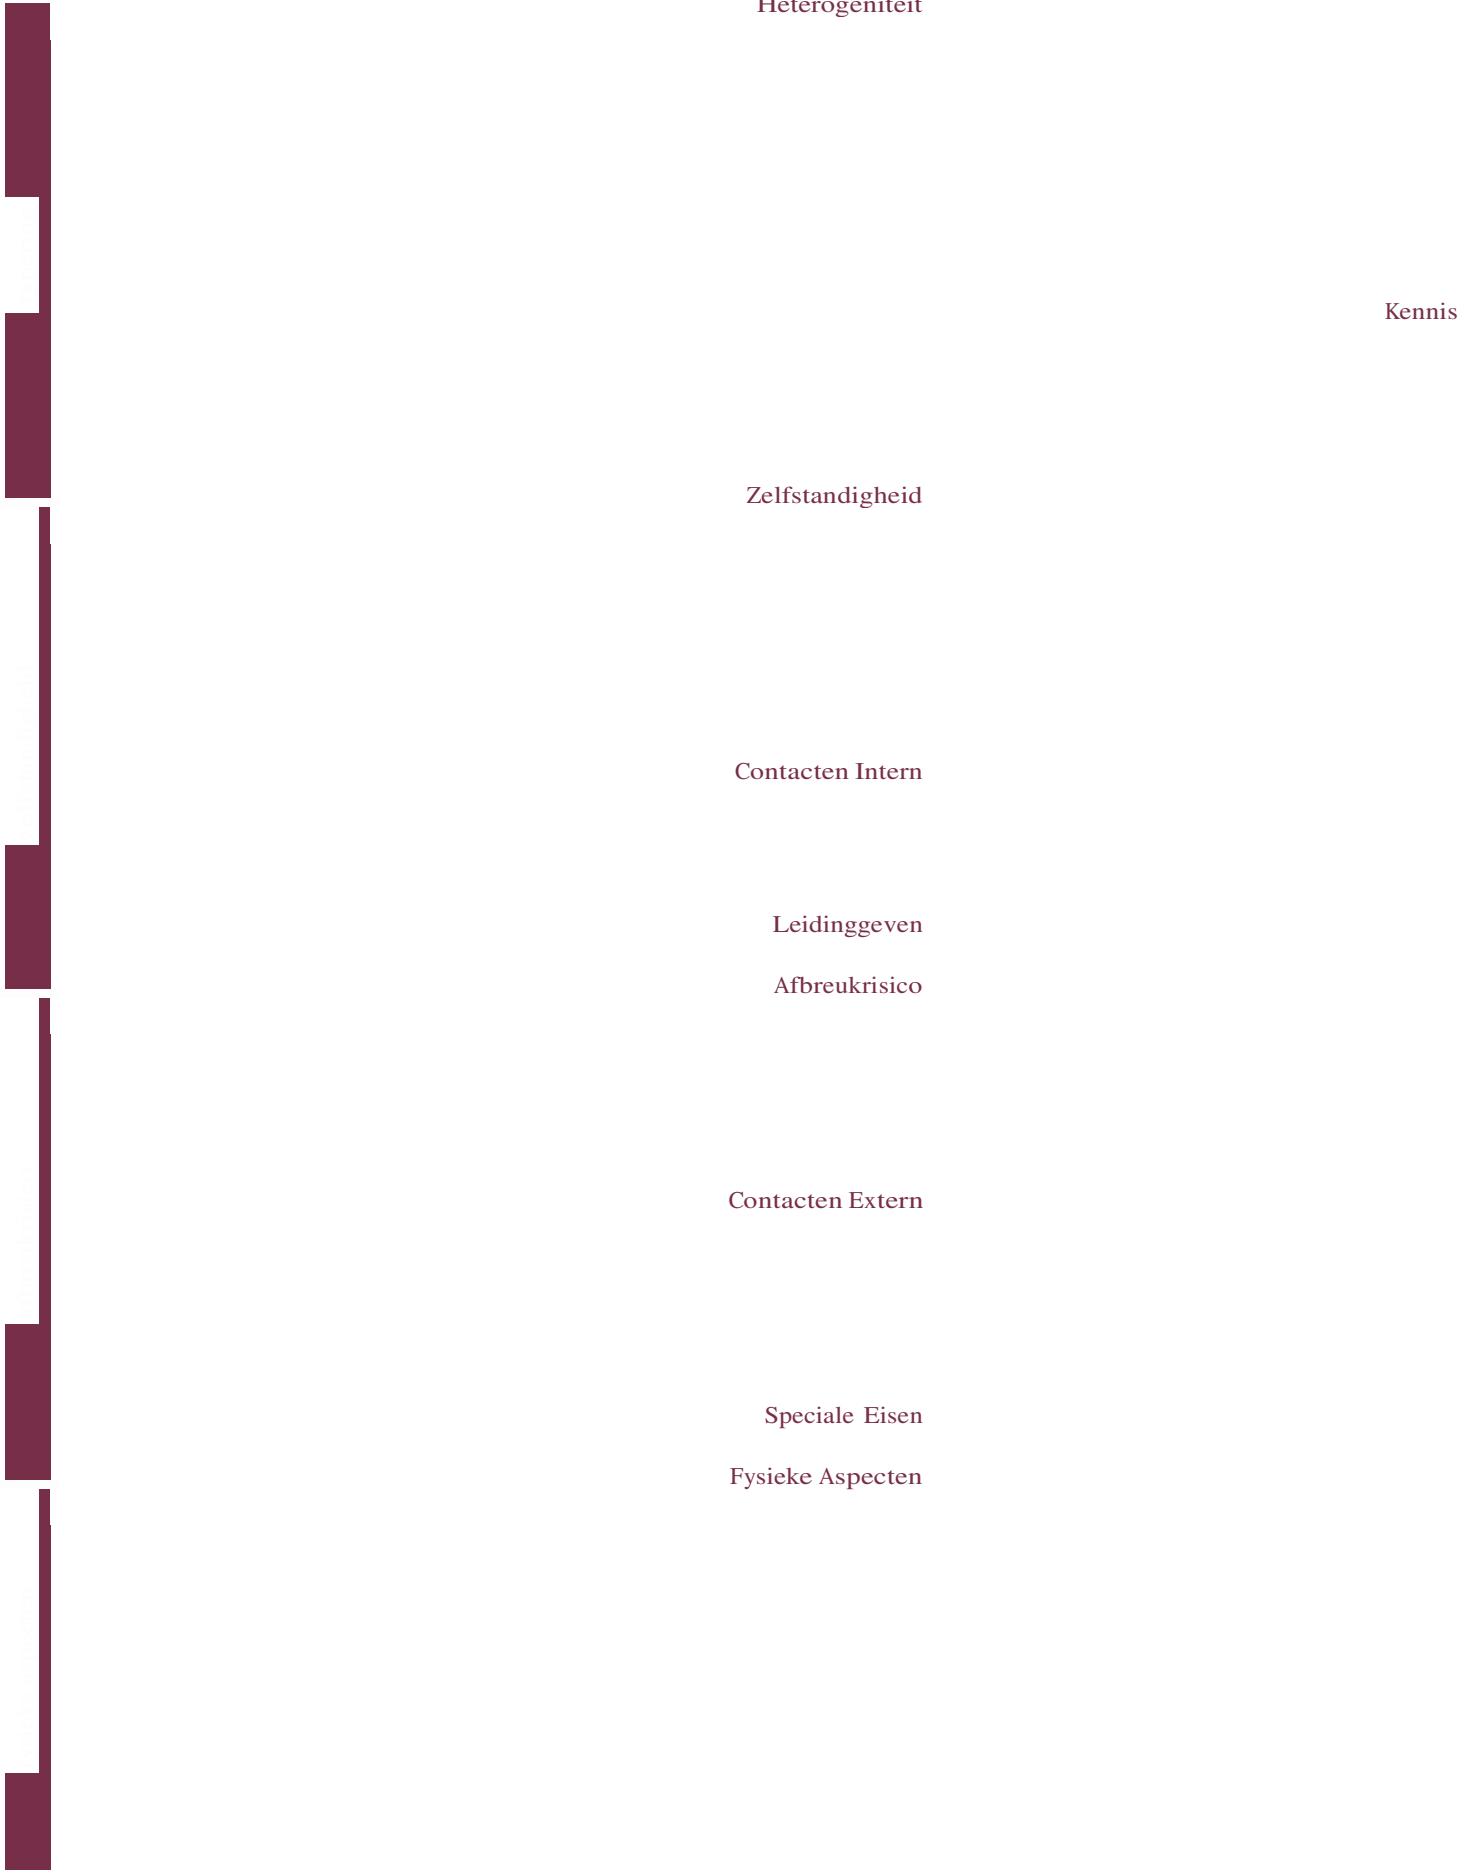 Heterogeniteit
Kennis
Zelfstandigheid
Contacten Intern
Leidinggeven
Afbreukrisico
Contacten Extern
Speciale Eisen
Fysieke Aspecten